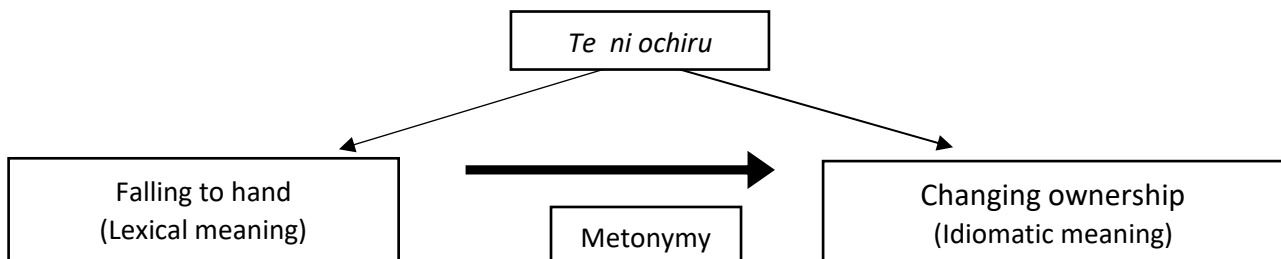 Te ni ochiru
Falling to hand
(Lexical meaning)
Metonymy
Changing ownership
(Idiomatic meaning)